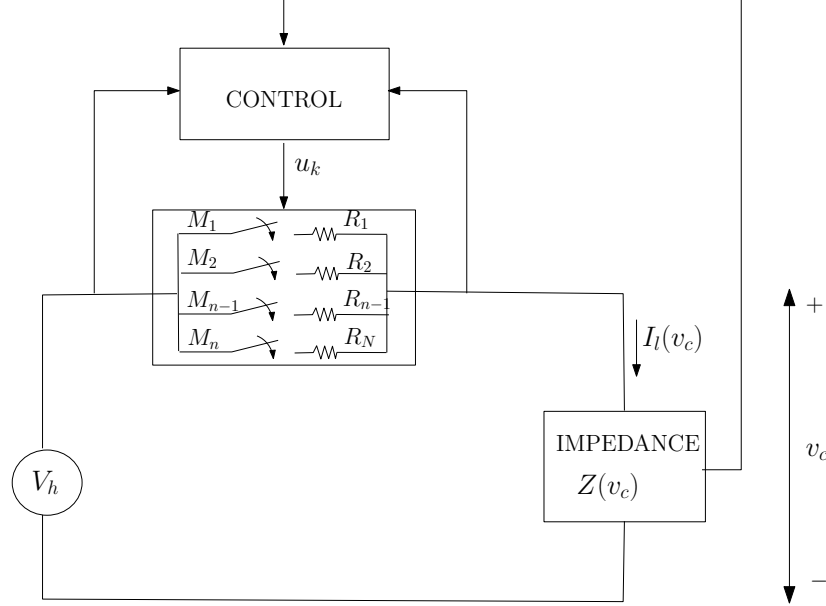 CONTROL
u_k
M_1 R_1
M_2 R_2
M_{n-1} R_{n-1}
M_n R_N
+
I_l(v_c)
IMPEDANCE
Z(v_c)
v_c
V_h
−